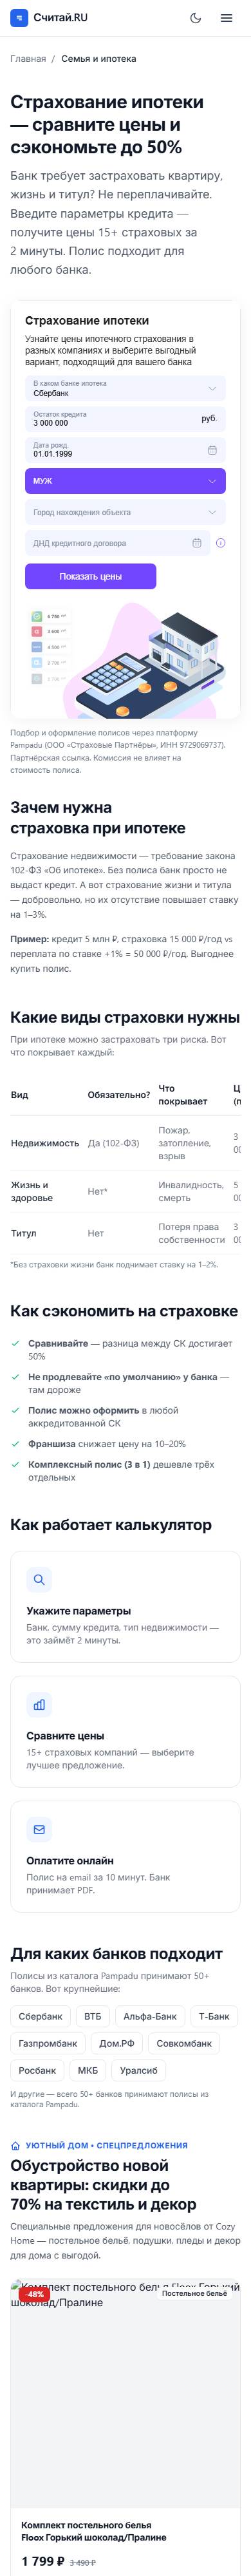 Считай.RU
Главная / Семья и ипотека
Страхование ипотеки
— сравните цены и
сэкономьте до 50%
Банк требует застраховать квартиру,
жизнь и титул? Не переплачивайте.
Введите параметры кредита —
получите цены 15+ страховых за
2 минуты. Полис подходит для
любого банка.
Страхование ипотеки
Узнайте цены ипотечного страхования в
разных компаниях и выберите выгодный
вариант, подходящий для вашего банка
В каком банке ипотека
Сбербанк
Остаток кредита
3 000 000
руб.
Дата рожд.
01.01.1999
МУЖ
Город нахождения объекта
ДНД кредитного договора
Показать цены
Подбор и оформление полисов через платформу
Pampadu (ООО «Страховые Партнёры», ИНН 9729069737).
Партнёрская ссылка. Комиссия не влияет на
стоимость полиса.
Зачем нужна
страховка при ипотеке
Страхование недвижимости — требование закона
102-ФЗ «Об ипотеке». Без полиса банк просто не
выдаст кредит. А вот страхование жизни и титула
— добровольно, но их отсутствие повышает ставку
на 1–3%.
Пример: кредит 5 млн ₽, страховка 15 000 ₽/год vs
переплата по ставке +1% = 50 000 ₽/год. Выгоднее
купить полис.
Какие виды страховки нужны
При ипотеке можно застраховать три риска. Вот
что покрывает каждый:
Вид Обязательно? Что покрывает
Недвижимость Да (102-ФЗ) Пожар, затопление, взрыв
Жизнь и здоровье Нет* Инвалидность, смерть
Титул Нет Потеря права собственности
*Без страховки жизни банк поднимает ставку на 1–2%.
Как сэкономить на страховке
Сравнивайте — разница между СК достигает
50%
Не продлевайте «по умолчанию» у банка —
там дороже
Полис можно оформить в любой
аккредитованной СК
Франшиза снижает цену на 10–20%
Комплексный полис (3 в 1) дешевле трёх
отдельных
Как работает калькулятор
Укажите параметры
Банк, сумму кредита, тип недвижимости —
это займёт 2 минуты.
Сравните цены
15+ страховых компаний — выберите
лучшее предложение.
Оплатите онлайн
Полис на email за 10 минут. Банк
принимает PDF.
Для каких банков подходит
Полисы из каталога Pampadu принимают 50+
банков. Вот крупнейшие:
Сбербанк ВТБ Альфа-Банк Т-Банк
Газпромбанк Дом.РФ Совкомбанк
Росбанк МКБ Уралсиб
И другие — всего 50+ банков принимают полисы из
каталога Pampadu.
УЮТНЫЙ ДОМ • СПЕЦПРЕДЛОЖЕНИЯ
Обустройство новой
квартиры: скидки до
70% на текстиль и декор
Специальные предложения для новосёлов от Cozy
Home — постельное бельё, подушки, пледы и декор
для дома с выгодой.
-48%
Постельное бельё
Комплект постельного белья
Floox Горький шоколад/Пралине
1 799 ₽ 3 490 ₽